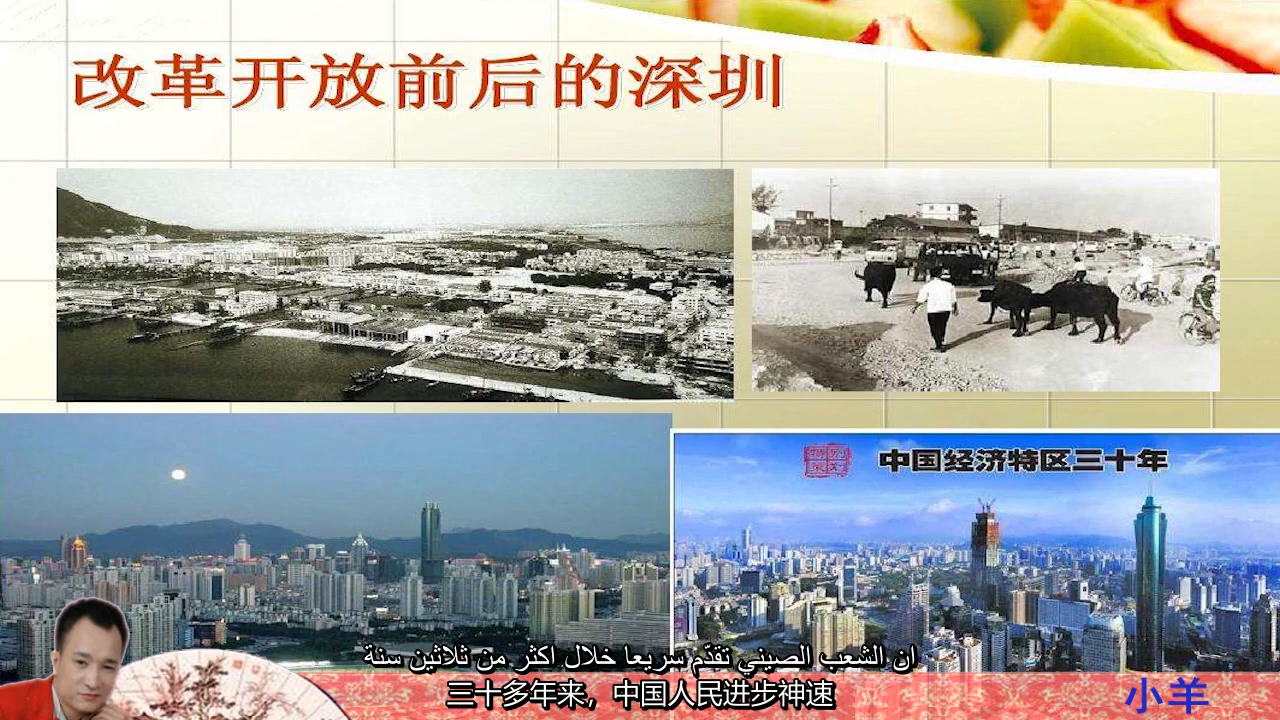 改革开放前后的深圳
中国经济特区三十年
ان الشعب الصيني تقدّم سريعا خلال اكثر من ثلاثين سنة
三十多年来，中国人民进步神速
小羊